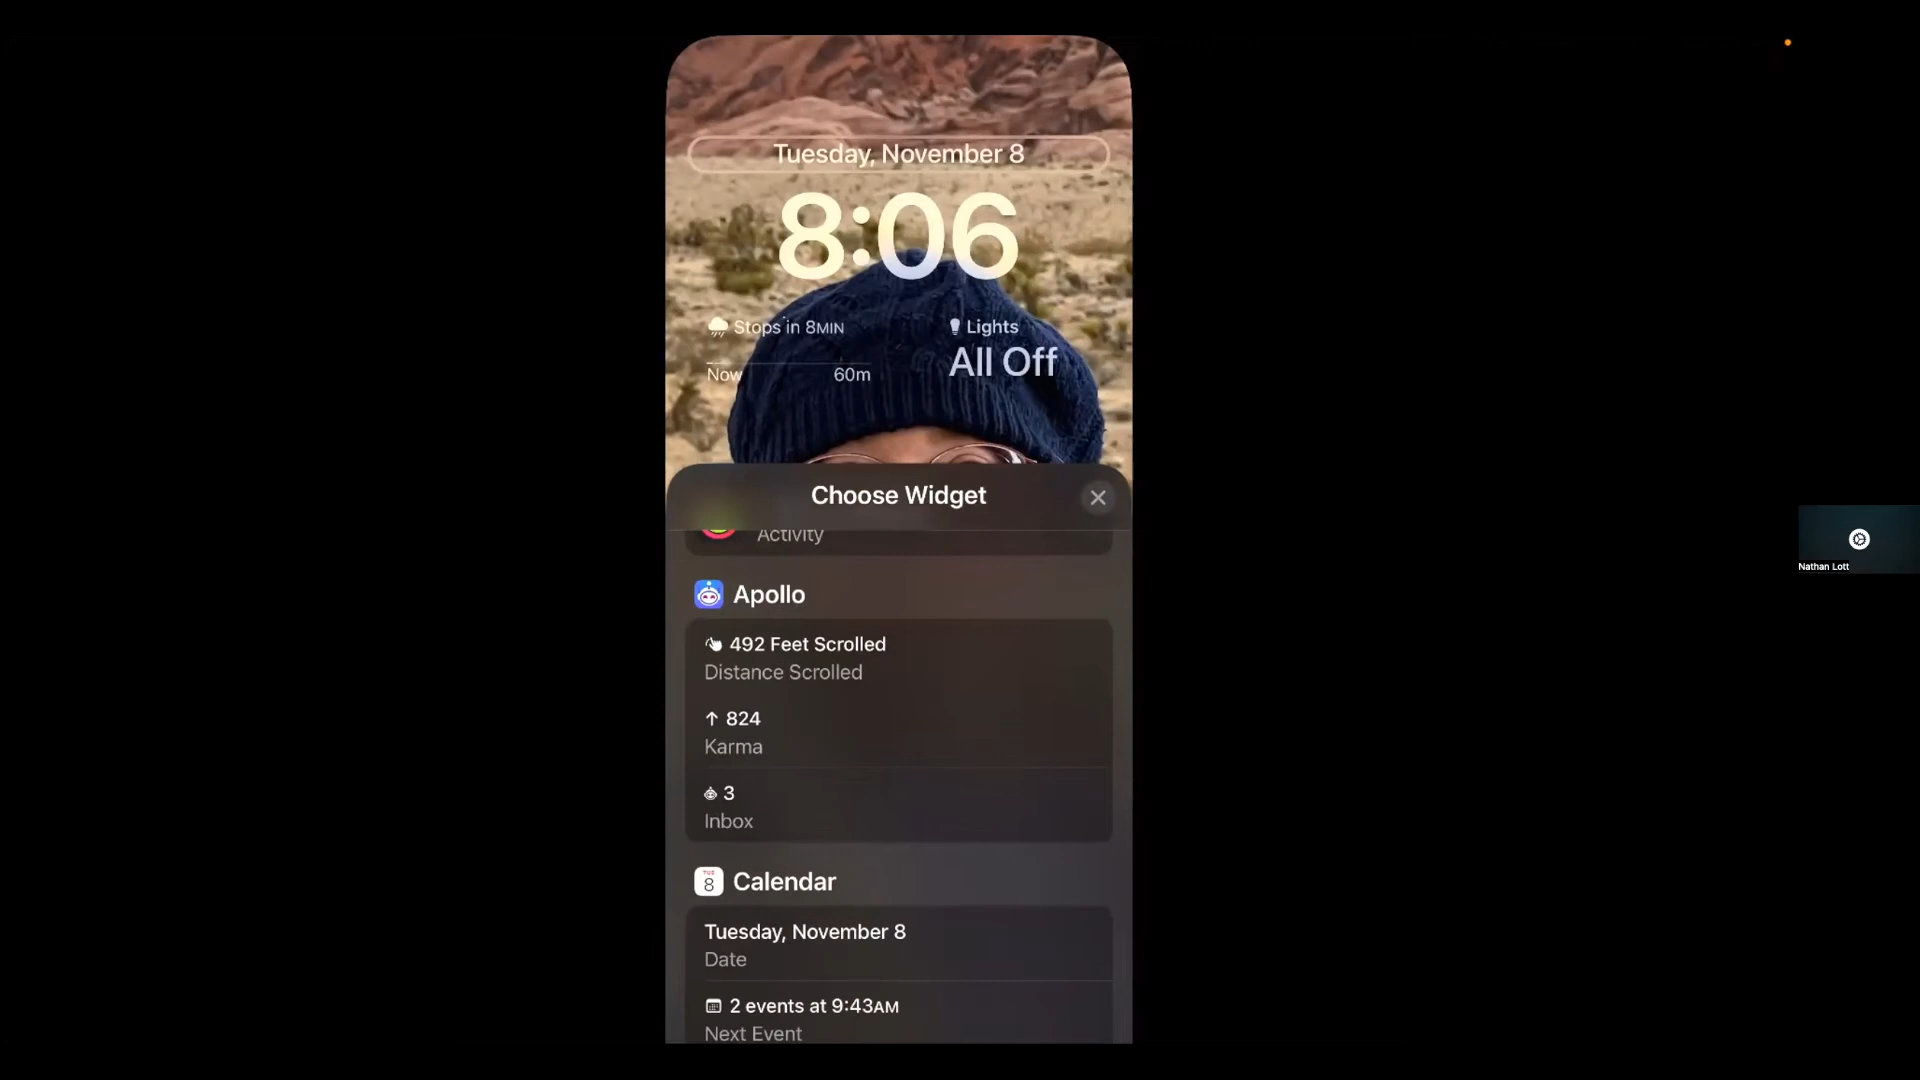 Tuesday, November 8
8:06
Stops in 8MIN
Now 60m
Lights
All Off
Choose Widget
Activity
Apollo
492 Feet Scrolled
Distance Scrolled
↑ 824
Karma
3
Inbox
TUE
8
Calendar
Tuesday, November 8
Date
2 events at 9:43AM
Next Event
Nathan Lott